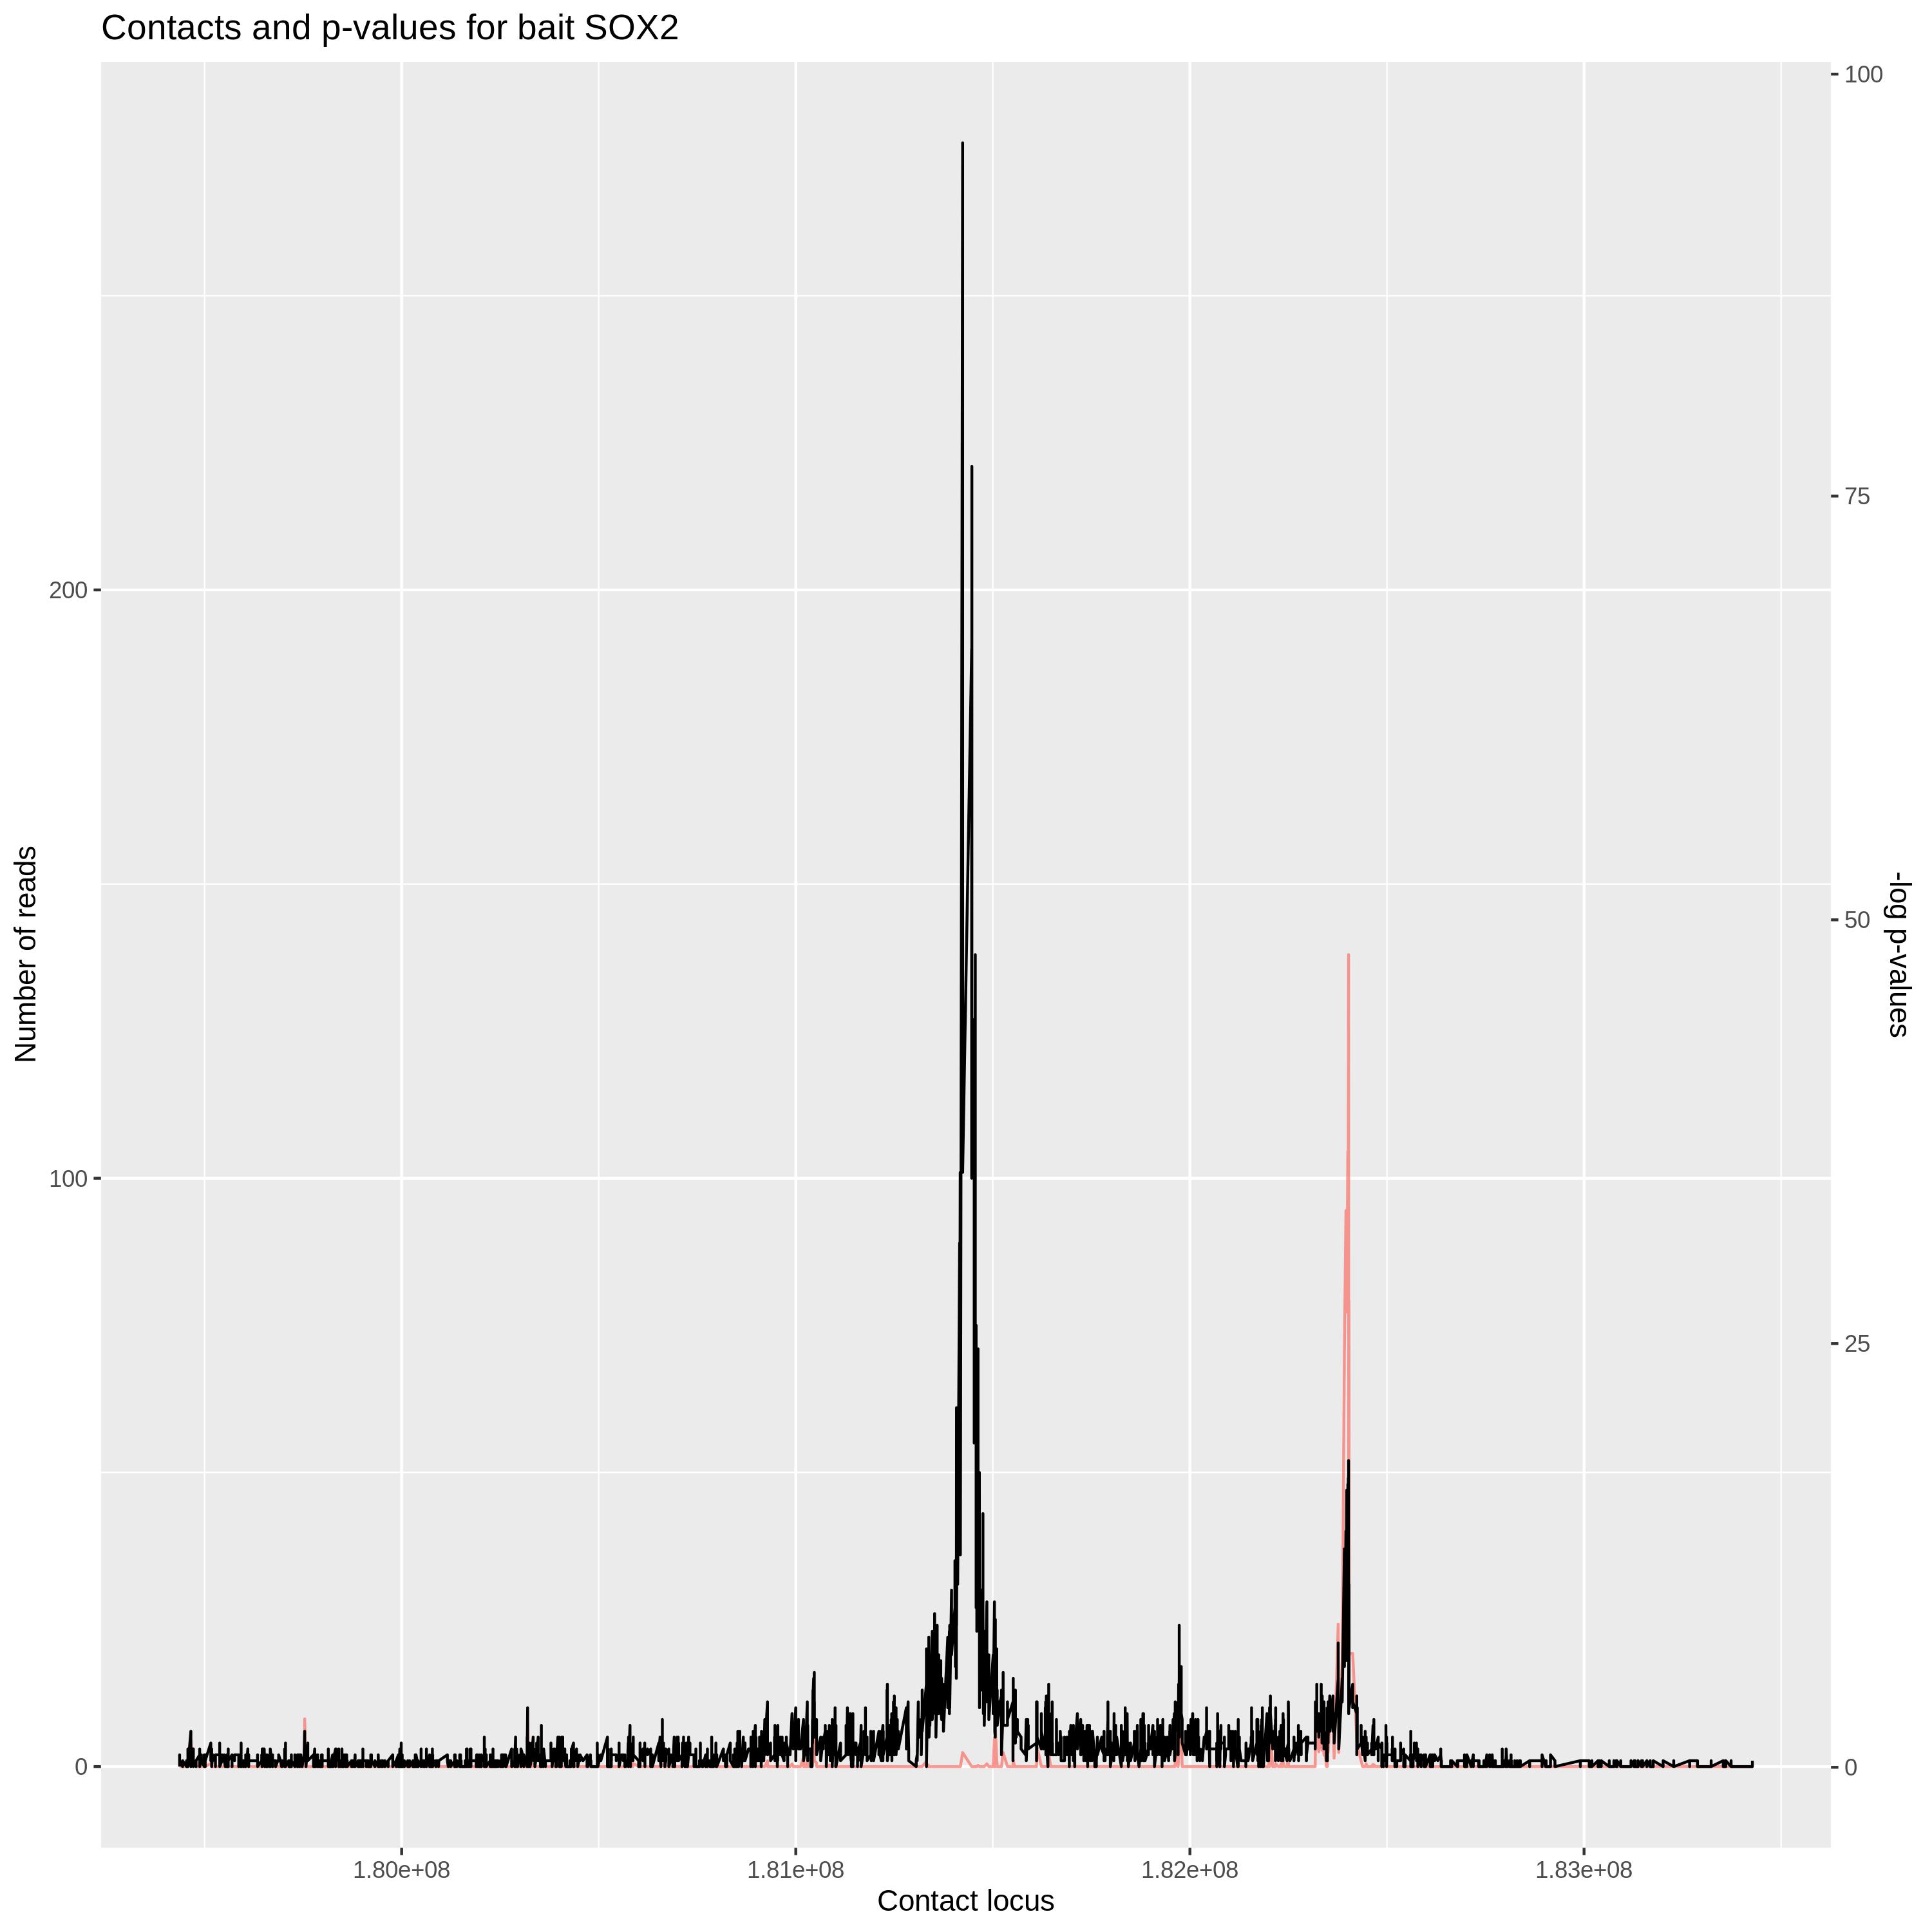 Contacts and p-values for bait SOX2
100
75
50
25
0
-log p-values
200
100
0
Number of reads
1.80e+08
1.81e+08
1.82e+08
1.83e+08
Contact locus